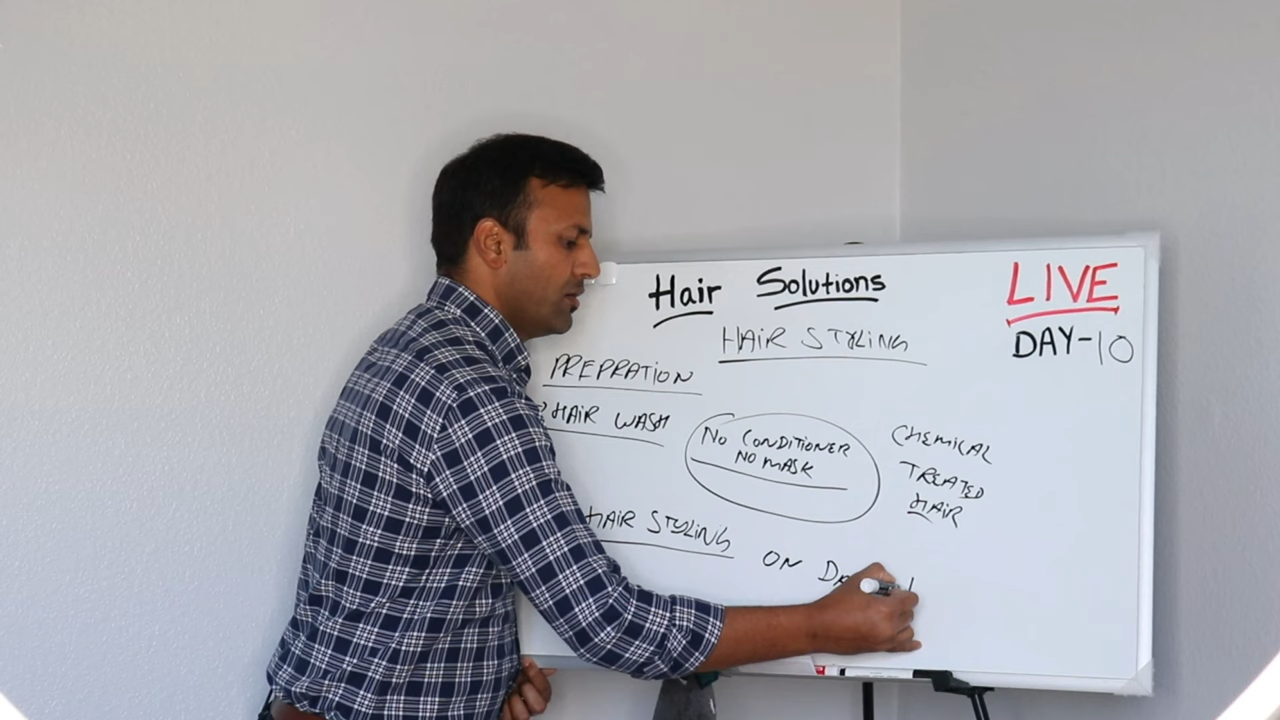 Hair Solutions
LIVE
DAY-10
HAIR STYLING
PREPRATION
HAIR WASH
NO CONDITIONER
NO MASK
CHEMICAL
TREATED
HAIR
HAIR STYLING ON